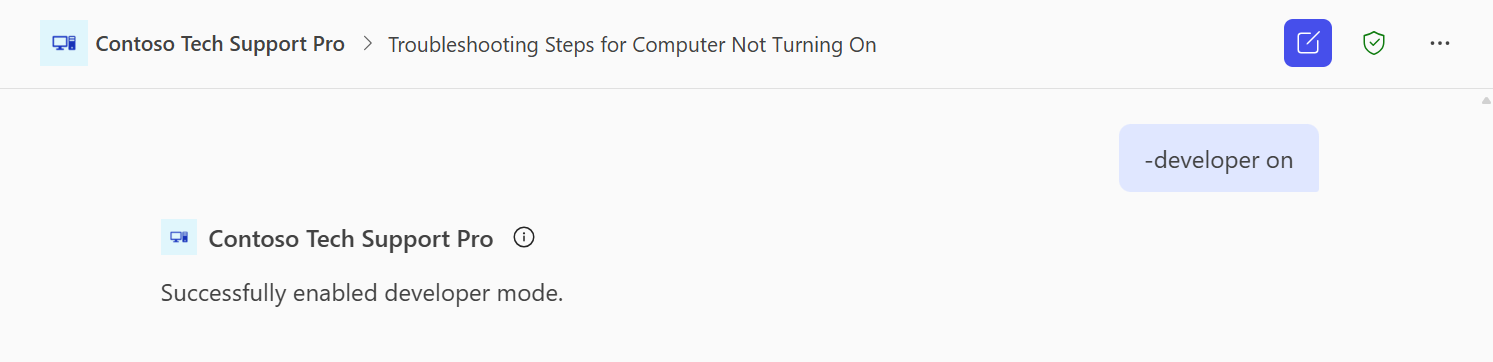 Contoso Tech Support Pro > Troubleshooting Steps for Computer Not Turning On
-developer on
Contoso Tech Support Pro
Successfully enabled developer mode.